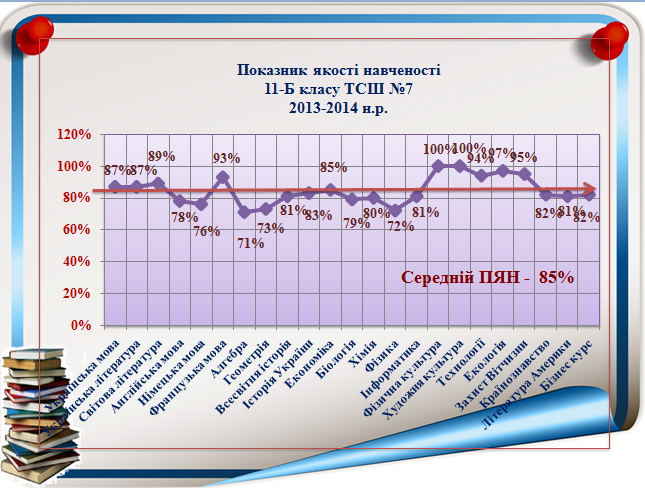 Показник якості навченості
11-Б класу ТСШ №7
2013-2014 н.р.
120%
100%
80%
60%
40%
20%
0%
87%
87%
89%
78%
76%
93%
71%
73%
81%
83%
85%
79%
80%
72%
81%
100%
100%
94%
97%
95%
82%
81%
82%
Середній ПЯН - 85%
Українська мова
Українська література
Світова література
Англійська мова
Німецька мова
Французька мова
Алгебра
Геометрія
Всесвітня історія
Історія України
Економіка
Біологія
Хімія
Фізика
Інформатика
Фізична культура
Художня культура
Технології
Екологія
Захист Вітчизни
Країнознавство
Література Америки
Бізнес курс